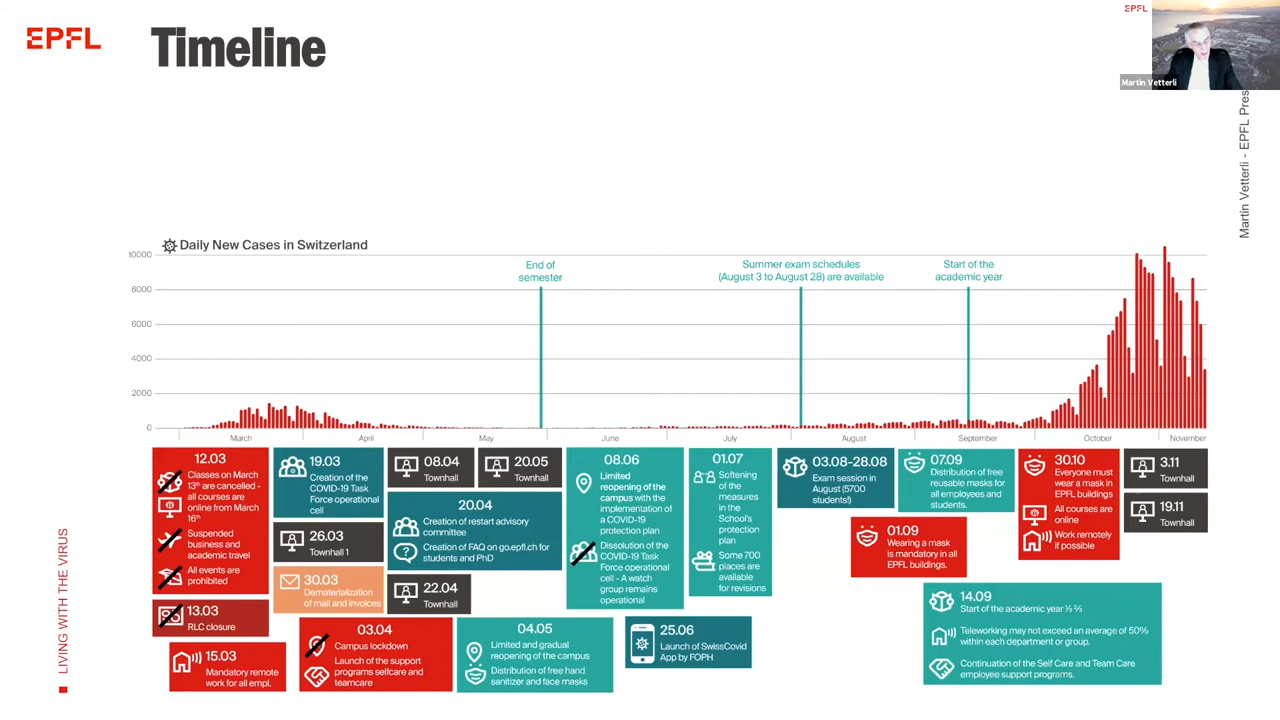 EPFL
Timeline
EPFL
Martin Vetterli
Martin Vetterli - EPFL Pres
LIVING WITH THE VIRUS
Daily New Cases in Switzerland
10000
8000
6000
4000
2000
0
End of
semester
Summer exam schedules
(August 3 to August 28) are available
Start of the
academic year
March
April
May
June
July
August
September
October
November
12.03
Classes on March
13th are cancelled -
all courses are
online from March
16th
Suspended
business and
academic travel
All events are
prohibited
13.03
RLC closure
15.03
Mandatory remote
work for all empl.
19.03
Creation of the
COVID-19 Task
Force operational
cell
26.03
Townhall 1
30.03
Dematerialization
of mail and invoices
03.04
Campus lockdown
Launch of the support
programs selfcare and
teamcare
08.04
Townhall
20.05
Townhall
20.04
Creation of restart advisory
committee
Creation of FAQ on go.epfl.ch for
students and PhD
22.04
Townhall
04.05
Limited and gradual
reopening of the campus
Distribution of free hand
sanitizer and face masks
08.06
Limited
reopening of the
campus with the
implementation of
a COVID-19
protection plan
Dissolution of the
COVID-19 Task
Force operational
cell - A watch
group remains
operational
25.06
Launch of SwissCovid
App by FOPH
01.07
Softening
of the
measures
in the
School's
protection
plan
Some 700
places are
available
for revisions
03.08-28.08
Exam session in
August (5700
students!)
01.09
Wearing a mask
is mandatory in all
EPFL buildings.
07.09
Distribution of free
reusable masks for
all employees and
students.
14.09
Start of the academic year ⅓ ⅔
Teleworking may not exceed an average of 50%
within each department or group.
Continuation of the Self Care and Team Care
employee support programs.
30.10
Everyone must
wear a mask in
EPFL buildings
All courses are
online
Work remotely
if possible
3.11
Townhall
19.11
Townhall